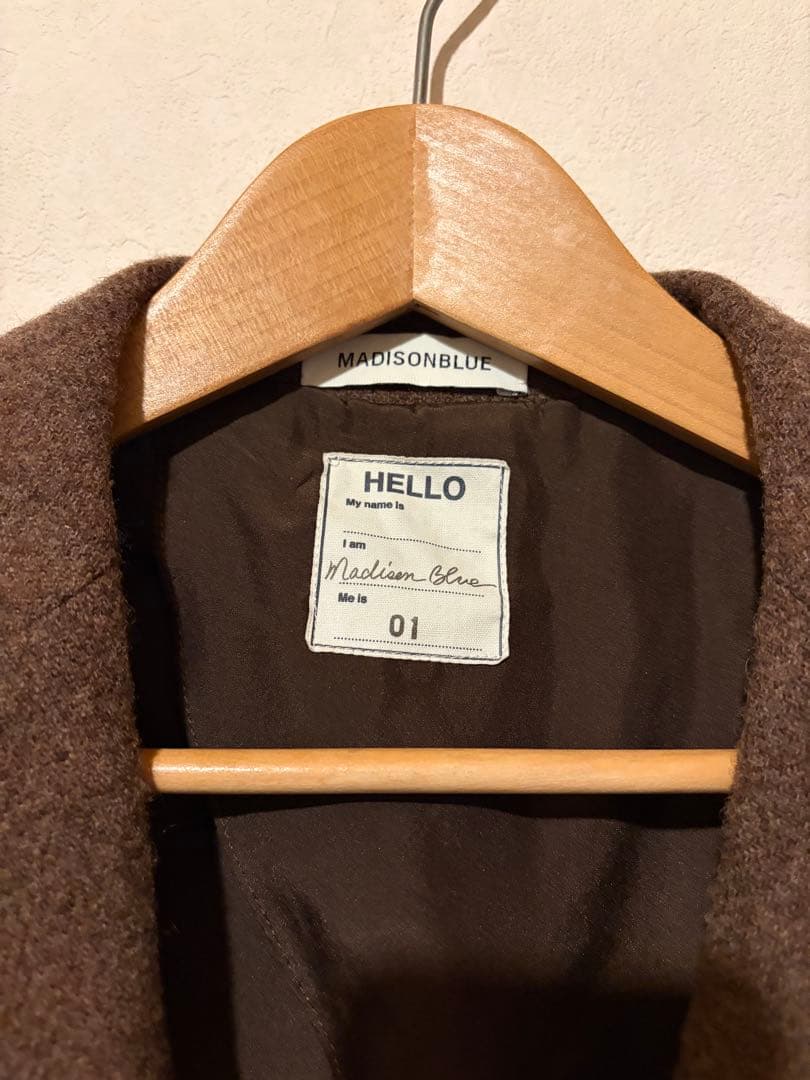 MADISONBLUE
HELLO
My name is
I am
Madison Blue
Me is
01